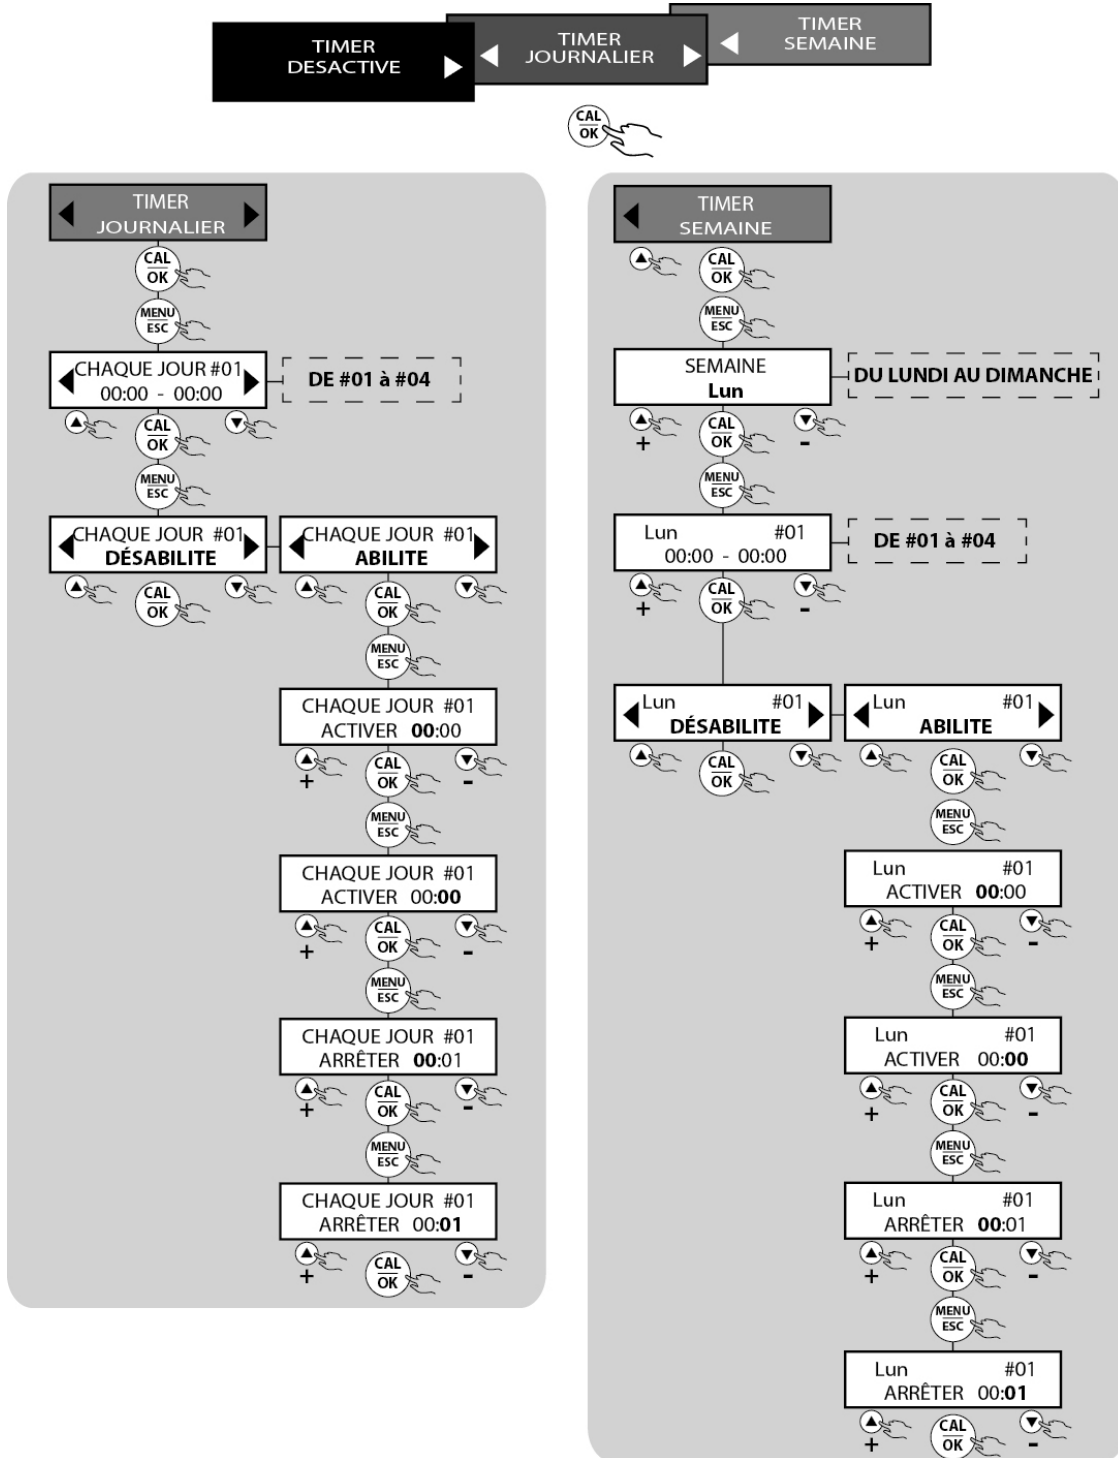 TIMER
DESACTIVE
TIMER
JOURNALIER
TIMER
SEMAINE
CAL
OK
TIMER
JOURNALIER
CAL
OK
MENU
ESC
CHAQUE JOUR #01
00:00 - 00:00
DE #01 à #04
CAL
OK
MENU
ESC
CHAQUE JOUR #01
DÉSABILITE
CHAQUE JOUR #01
ABILITE
CAL
OK
CAL
OK
MENU
ESC
CHAQUE JOUR #01
ACTIVER 00:00
+
CAL
OK
-
MENU
ESC
CHAQUE JOUR #01
ACTIVER 00:00
+
CAL
OK
-
MENU
ESC
CHAQUE JOUR #01
ARRÊTER 00:01
+
CAL
OK
-
MENU
ESC
CHAQUE JOUR #01
ARRÊTER 00:01
+
CAL
OK
-
TIMER
SEMAINE
CAL
OK
MENU
ESC
SEMAINE
Lun
DU LUNDI AU DIMANCHE
+
CAL
OK
-
MENU
ESC
Lun #01
00:00 - 00:00
DE #01 à #04
+
CAL
OK
-
Lun #01
DÉSABILITE
Lun #01
ABILITE
CAL
OK
CAL
OK
MENU
ESC
Lun #01
ACTIVER 00:00
+
CAL
OK
-
MENU
ESC
Lun #01
ACTIVER 00:00
+
CAL
OK
-
MENU
ESC
Lun #01
ARRÊTER 00:01
+
CAL
OK
-
MENU
ESC
Lun #01
ARRÊTER 00:01
+
CAL
OK
-